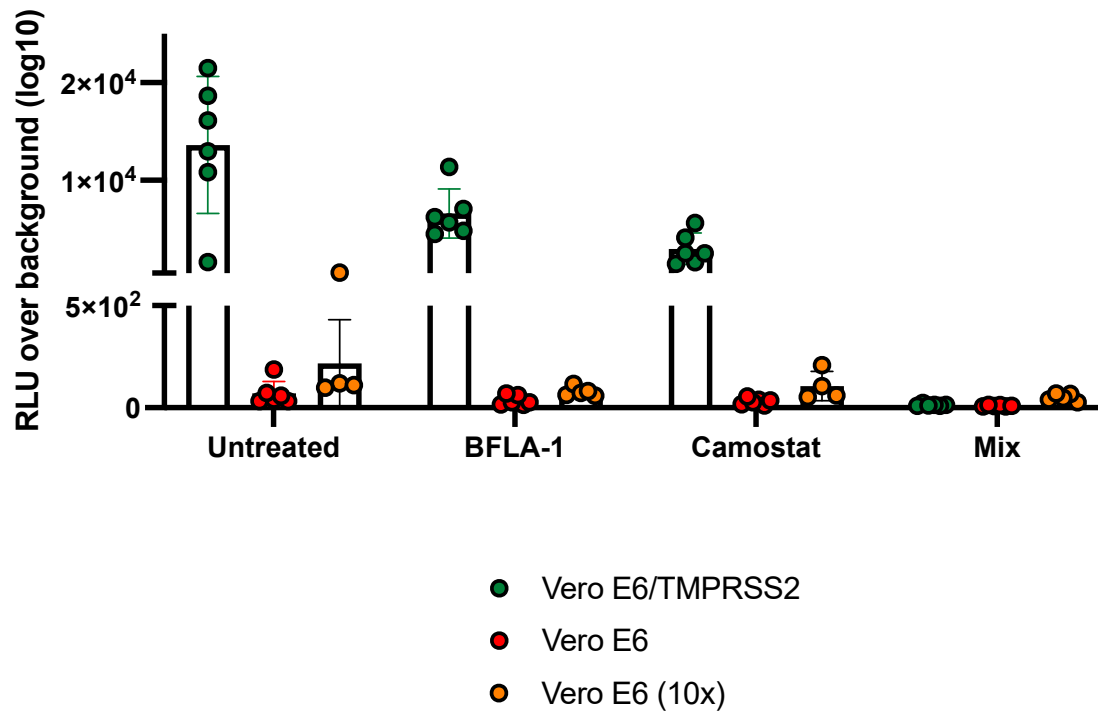 RLU over background (log10)
2×10⁴
1×10⁴
5×10²
0
Untreated BFLA-1 Camostat Mix
Vero E6/TMPRSS2
Vero E6
Vero E6 (10x)